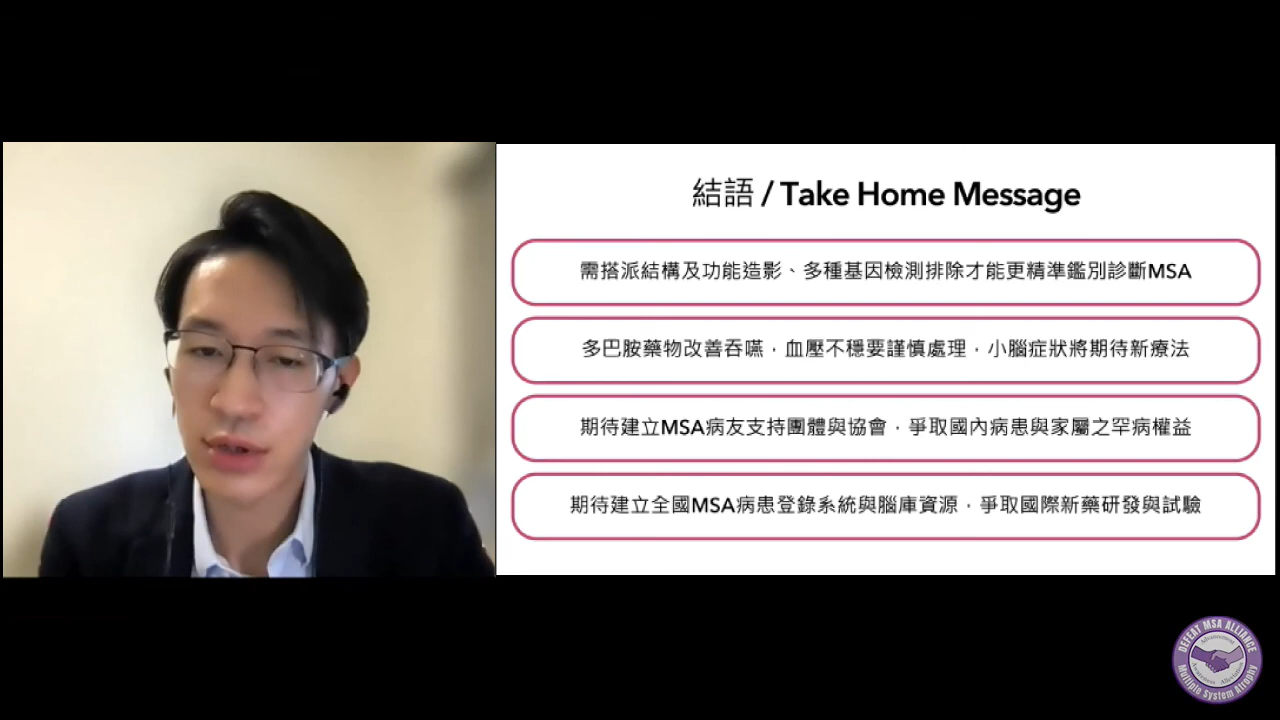 結語 / Take Home Message
需搭派結構及功能造影、多種基因檢測排除才能更精準鑑別診斷MSA
多巴胺藥物改善吞嚥，血壓不穩要謹慎處理，小腦症狀將期待新療法
期待建立MSA病友支持團體與協會，爭取國內病患與家屬之罕病權益
期待建立全國MSA病患登錄系統與腦庫資源，爭取國際新藥研發與試驗
DEFEAT MSA ALLIANCE
Multiple System Atrophy